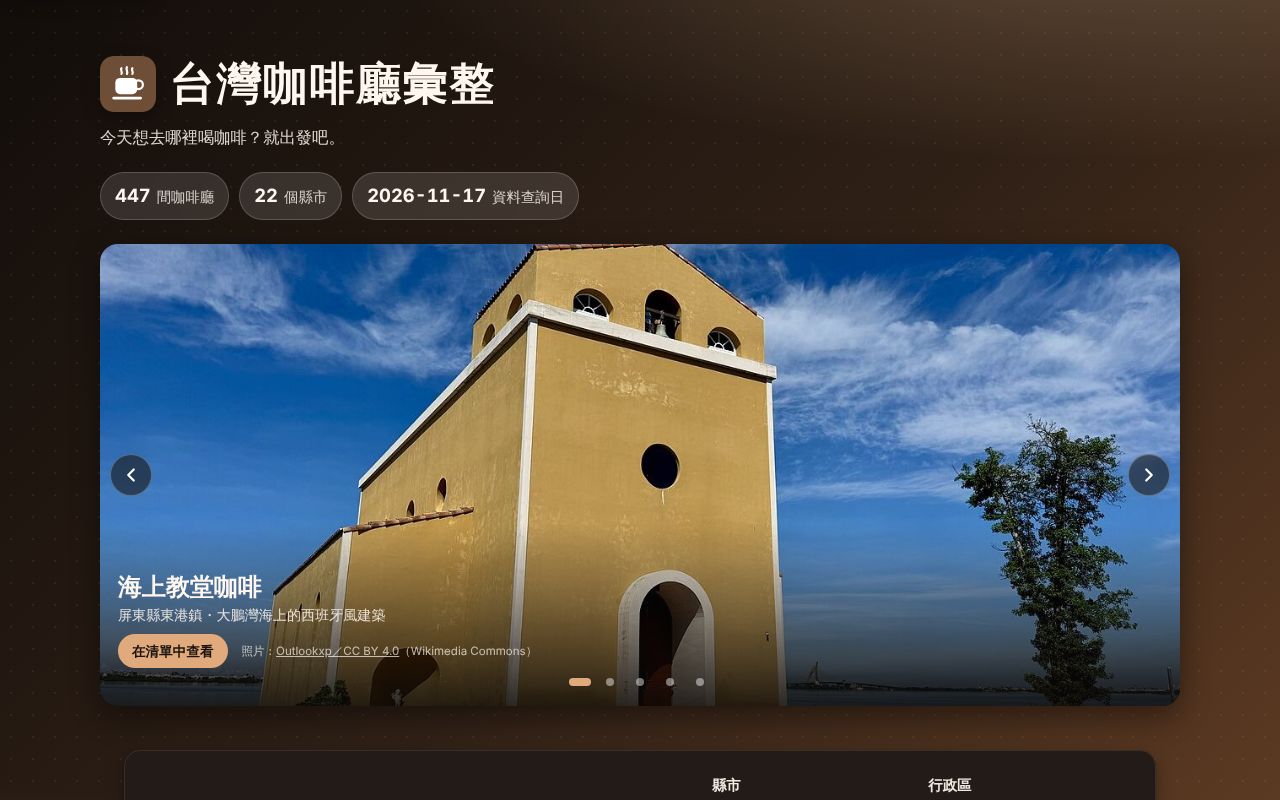 台灣咖啡廳彙整
今天想去哪裡喝咖啡？就出發吧。
447 間咖啡廳
22 個縣市
2026-11-17 資料查詢日
海上教堂咖啡
屏東縣東港鎮・大鵬灣海上的西班牙風建築
在清單中查看
照片：Outlookxp／CC BY 4.0（Wikimedia Commons）
縣市
行政區